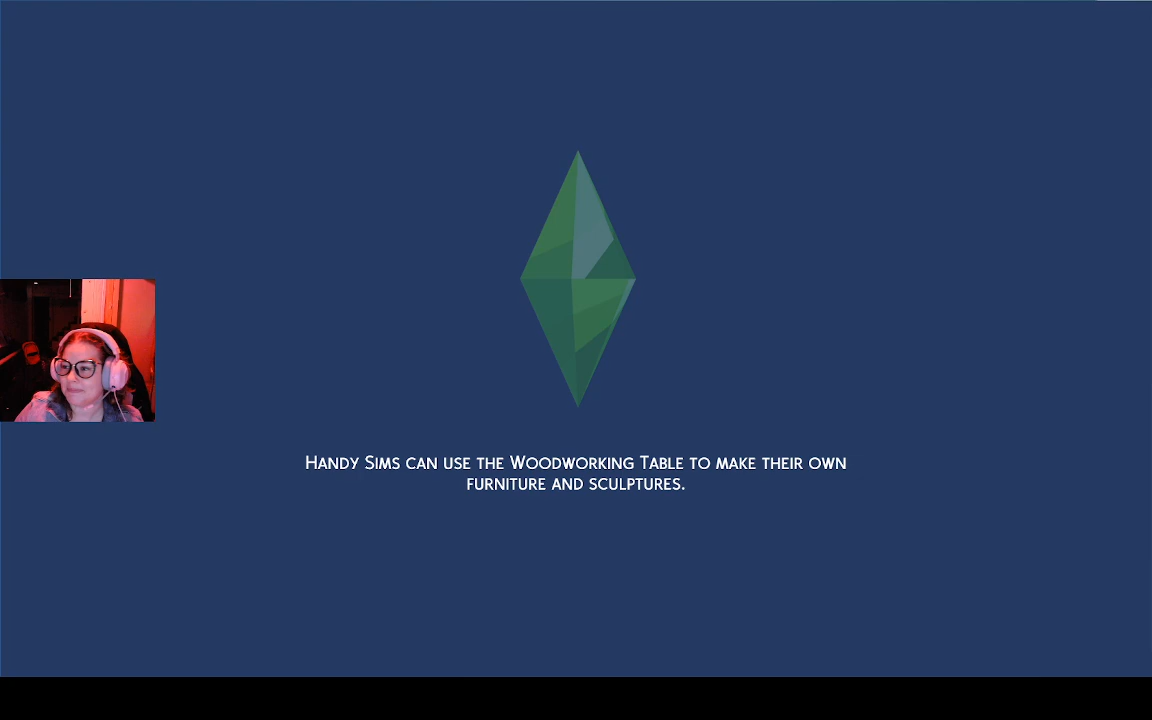 Handy Sims can use the Woodworking Table to make their own
furniture and sculptures.